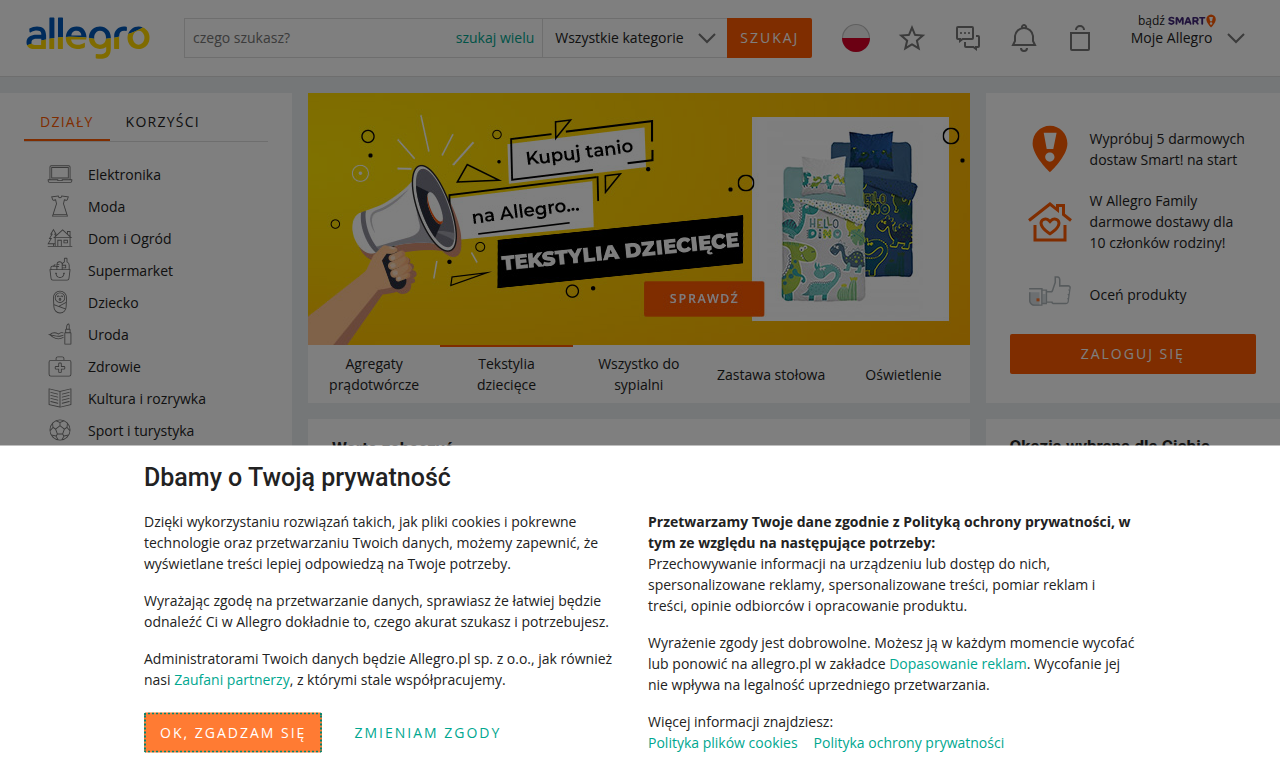 allegro
czego szukasz?
szukaj wielu
Wszystkie kategorie
SZUKAJ
bądź SMART!
Moje Allegro
DZIAŁY
KORZYŚCI
Elektronika
Moda
Dom i Ogród
Supermarket
Dziecko
Uroda
Zdrowie
Kultura i rozrywka
Sport i turystyka
Kupuj tanio
na Allegro...
TEKSTYLIA DZIECIĘCE
SPRAWDŹ
HELLO
DINO
Agregaty
prądotwórcze
Tekstylia
dziecięce
Wszystko do
sypialni
Zastawa stołowa
Oświetlenie
Wypróbuj 5 darmowych
dostaw Smart! na start
W Allegro Family
darmowe dostawy dla
10 członków rodziny!
Oceń produkty
ZALOGUJ SIĘ
Warto zobaczyć
Okazje wybrane dla Ciebie
Dbamy o Twoją prywatność
Dzięki wykorzystaniu rozwiązań takich, jak pliki cookies i pokrewne
technologie oraz przetwarzaniu Twoich danych, możemy zapewnić, że
wyświetlane treści lepiej odpowiedzą na Twoje potrzeby.
Wyrażając zgodę na przetwarzanie danych, sprawiasz że łatwiej będzie
odnaleźć Ci w Allegro dokładnie to, czego akurat szukasz i potrzebujesz.
Administratorami Twoich danych będzie Allegro.pl sp. z o.o., jak również
nasi Zaufani partnerzy, z którymi stale współpracujemy.
OK, ZGADZAM SIĘ
ZMIENIAM ZGODY
Przetwarzamy Twoje dane zgodnie z Polityką ochrony prywatności, w
tym ze względu na następujące potrzeby:
Przechowywanie informacji na urządzeniu lub dostęp do nich,
spersonalizowane reklamy, spersonalizowane treści, pomiar reklam i
treści, opinie odbiorców i opracowanie produktu.
Wyrażenie zgody jest dobrowolne. Możesz ją w każdym momencie wycofać
lub ponowić na allegro.pl w zakładce Dopasowanie reklam. Wycofanie jej
nie wpływa na legalność uprzedniego przetwarzania.
Więcej informacji znajdziesz:
Polityka plików cookies
Polityka ochrony prywatności